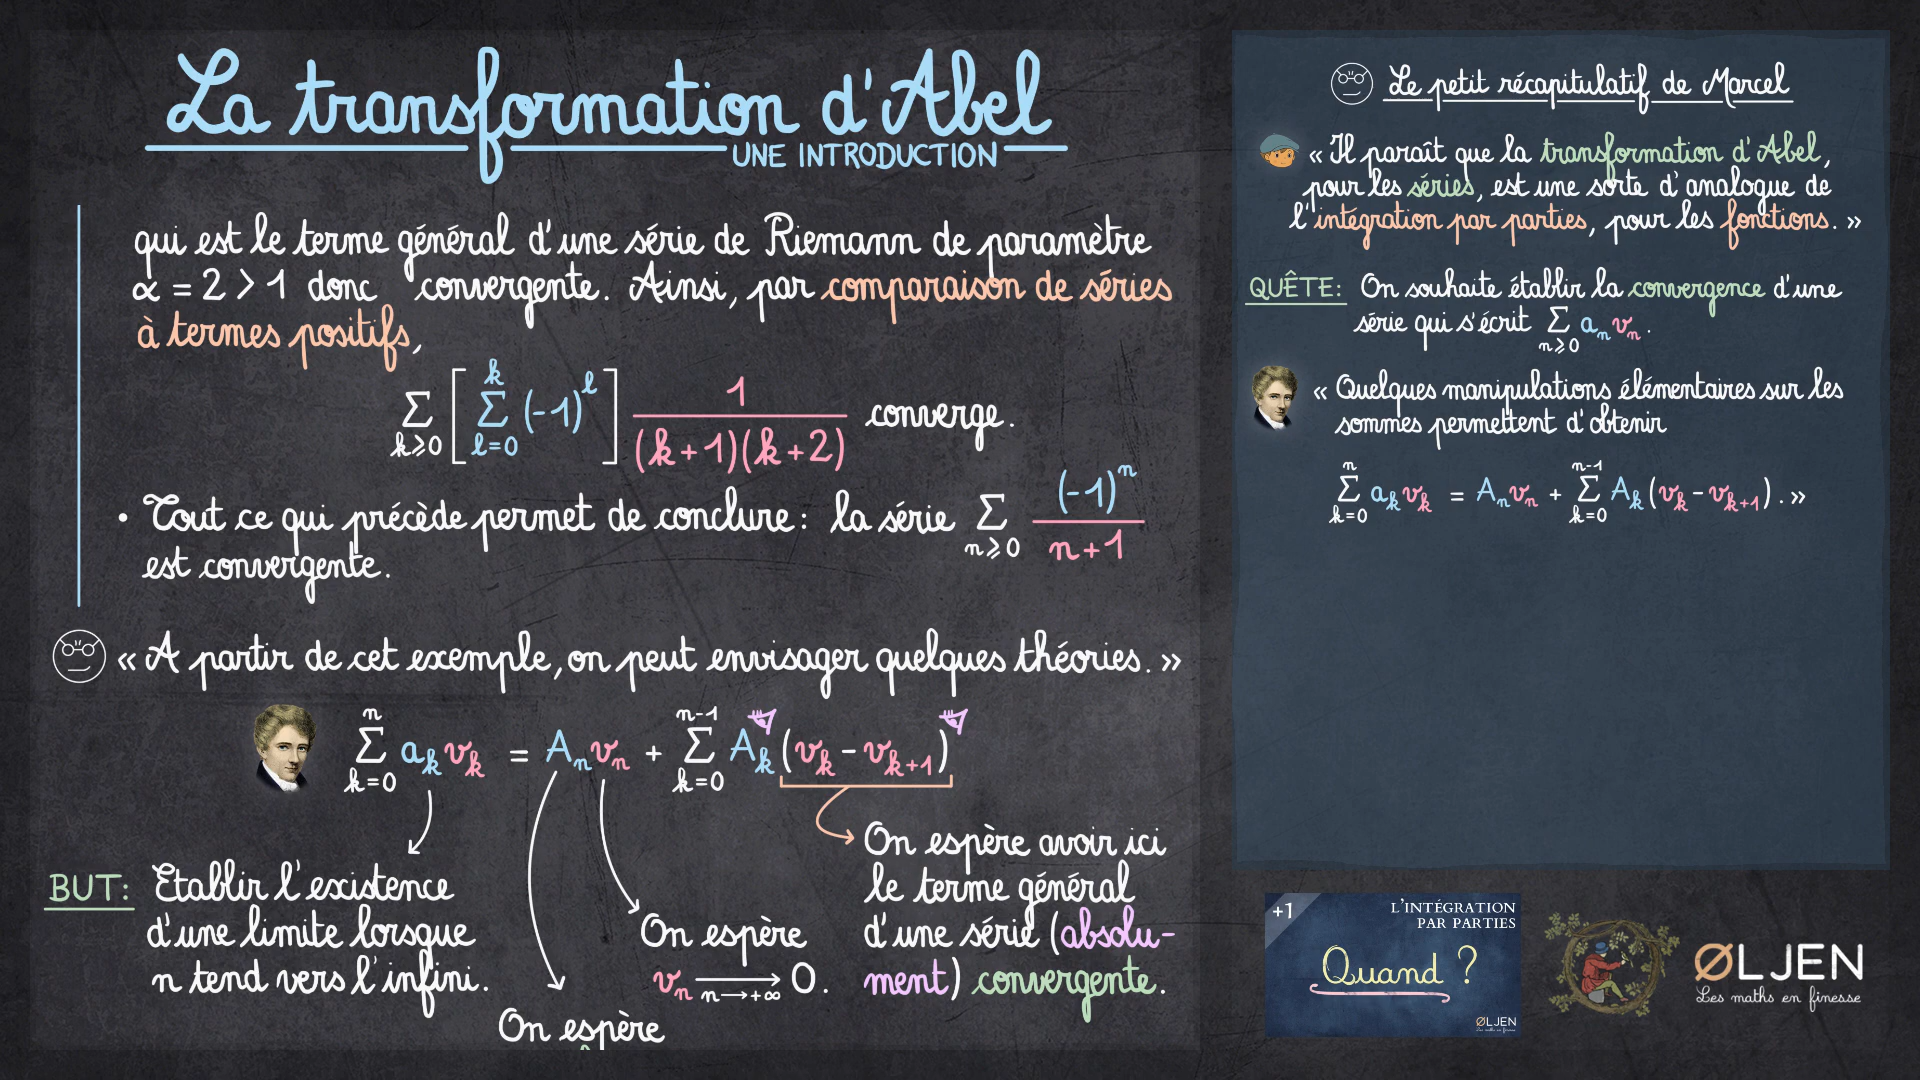 La transformation d'Abel
UNE INTRODUCTION
qui est le terme général d'une série de Riemann de paramètre
α = 2 > 1 donc convergente. Ainsi, par comparaison de séries
à termes positifs,
∑_{k⩾0} [ ∑_{l=0}^{k} (-1)^l ] 1/((k+1)(k+2)) converge.
• Tout ce qui précède permet de conclure : la série ∑_{n⩾0} (-1)^n/(n+1)
est convergente.
« A partir de cet exemple, on peut envisager quelques théories. »
∑_{k=0}^{n} a_k v_k = A_n v_n + ∑_{k=0}^{n-1} A_k (v_k - v_{k+1})
BUT: Etablir l'existence
d'une limite lorsque
n tend vers l'infini.
On espère
On espère
v_n ⟶_{n→+∞} 0.
On espère avoir ici
le terme général
d'une série (absolu-
ment) convergente.
Le petit récapitulatif de Marcel
« Il paraît que la transformation d'Abel,
pour les séries, est une sorte d'analogue de
l'intégration par parties, pour les fonctions. »
QUÊTE: On souhaite établir la convergence d'une
série qui s'écrit ∑_{n⩾0} a_n v_n.
« Quelques manipulations élémentaires sur les
sommes permettent d'obtenir
∑_{k=0}^{n} a_k v_k = A_n v_n + ∑_{k=0}^{n-1} A_k (v_k - v_{k+1}). »
+1
L'INTÉGRATION
PAR PARTIES
Quand ?
ØLJEN
Les maths en finesse
ØLJEN
Les maths en finesse